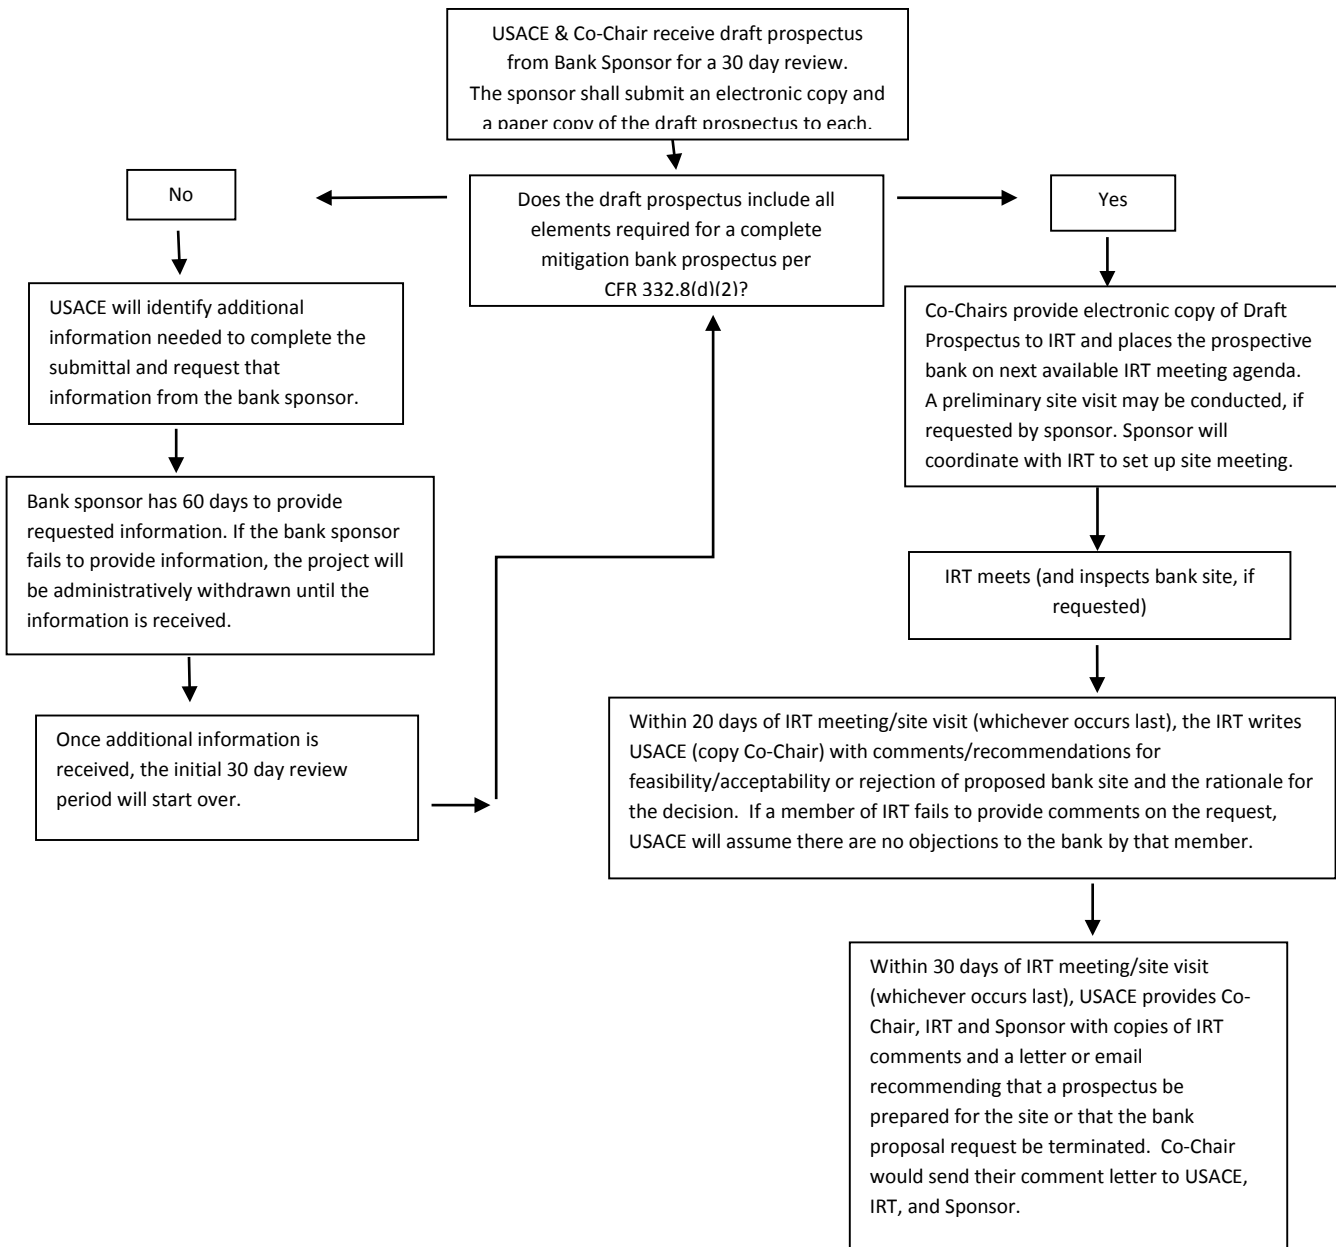 USACE & Co-Chair receive draft prospectus
from Bank Sponsor for a 30 day review.
The sponsor shall submit an electronic copy and
a paper copy of the draft prospectus to each.
No
Does the draft prospectus include all
elements required for a complete
mitigation bank prospectus per
CFR 332.8(d)(2)?
Yes
USACE will identify additional
information needed to complete the
submittal and request that
information from the bank sponsor.
Co-Chairs provide electronic copy of Draft
Prospectus to IRT and places the prospective
bank on next available IRT meeting agenda.
A preliminary site visit may be conducted, if
requested by sponsor. Sponsor will
coordinate with IRT to set up site meeting.
Bank sponsor has 60 days to provide
requested information. If the bank sponsor
fails to provide information, the project will
be administratively withdrawn until the
information is received.
IRT meets (and inspects bank site, if
requested)
Once additional information is
received, the initial 30 day review
period will start over.
Within 20 days of IRT meeting/site visit (whichever occurs last), the IRT writes
USACE (copy Co-Chair) with comments/recommendations for
feasibility/acceptability or rejection of proposed bank site and the rationale for
the decision.  If a member of IRT fails to provide comments on the request,
USACE will assume there are no objections to the bank by that member.
Within 30 days of IRT meeting/site visit
(whichever occurs last), USACE provides Co-
Chair, IRT and Sponsor with copies of IRT
comments and a letter or email
recommending that a prospectus be
prepared for the site or that the bank
proposal request be terminated.  Co-Chair
would send their comment letter to USACE,
IRT, and Sponsor.